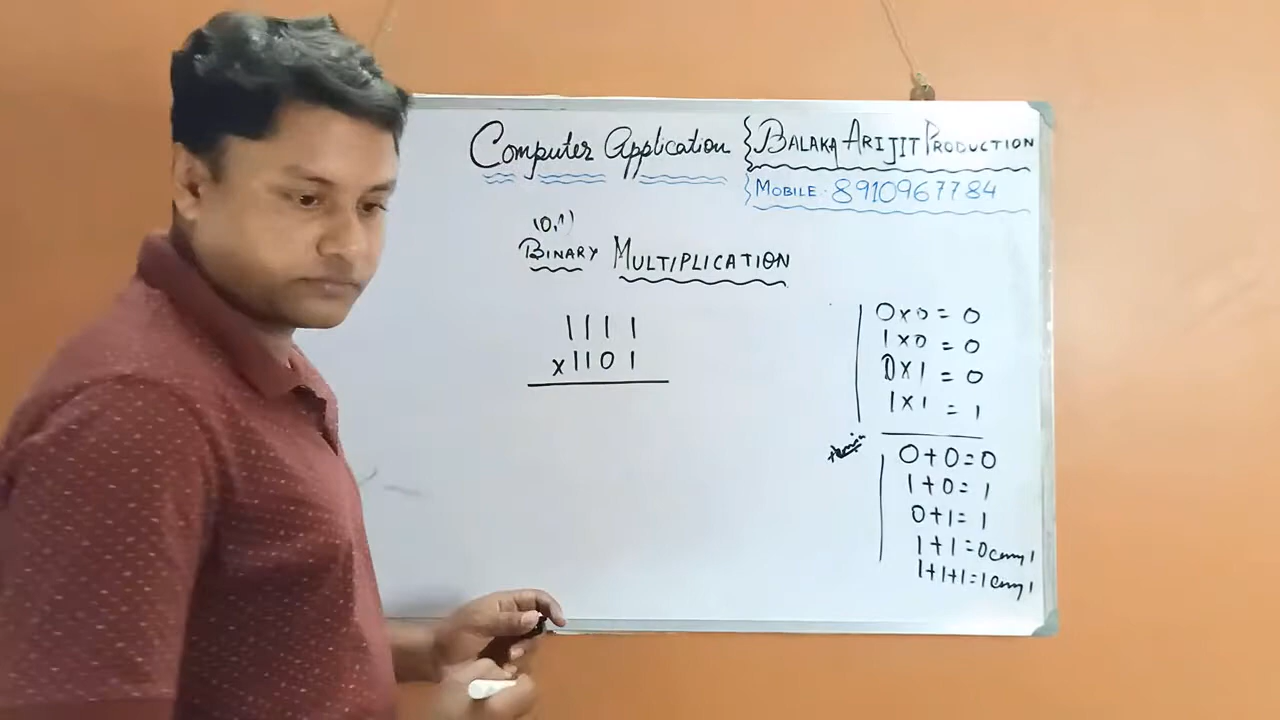 Computer Application
BALAKA ARIJIT PRODUCTION
MOBILE: 8910967784
(0,1)
BINARY MULTIPLICATION
1111
x1101
0x0=0
1x0=0
0x1=0
1x1=1
0+0=0
1+0=1
0+1=1
1+1=0 carry 1
1+1+1=1 carry 1